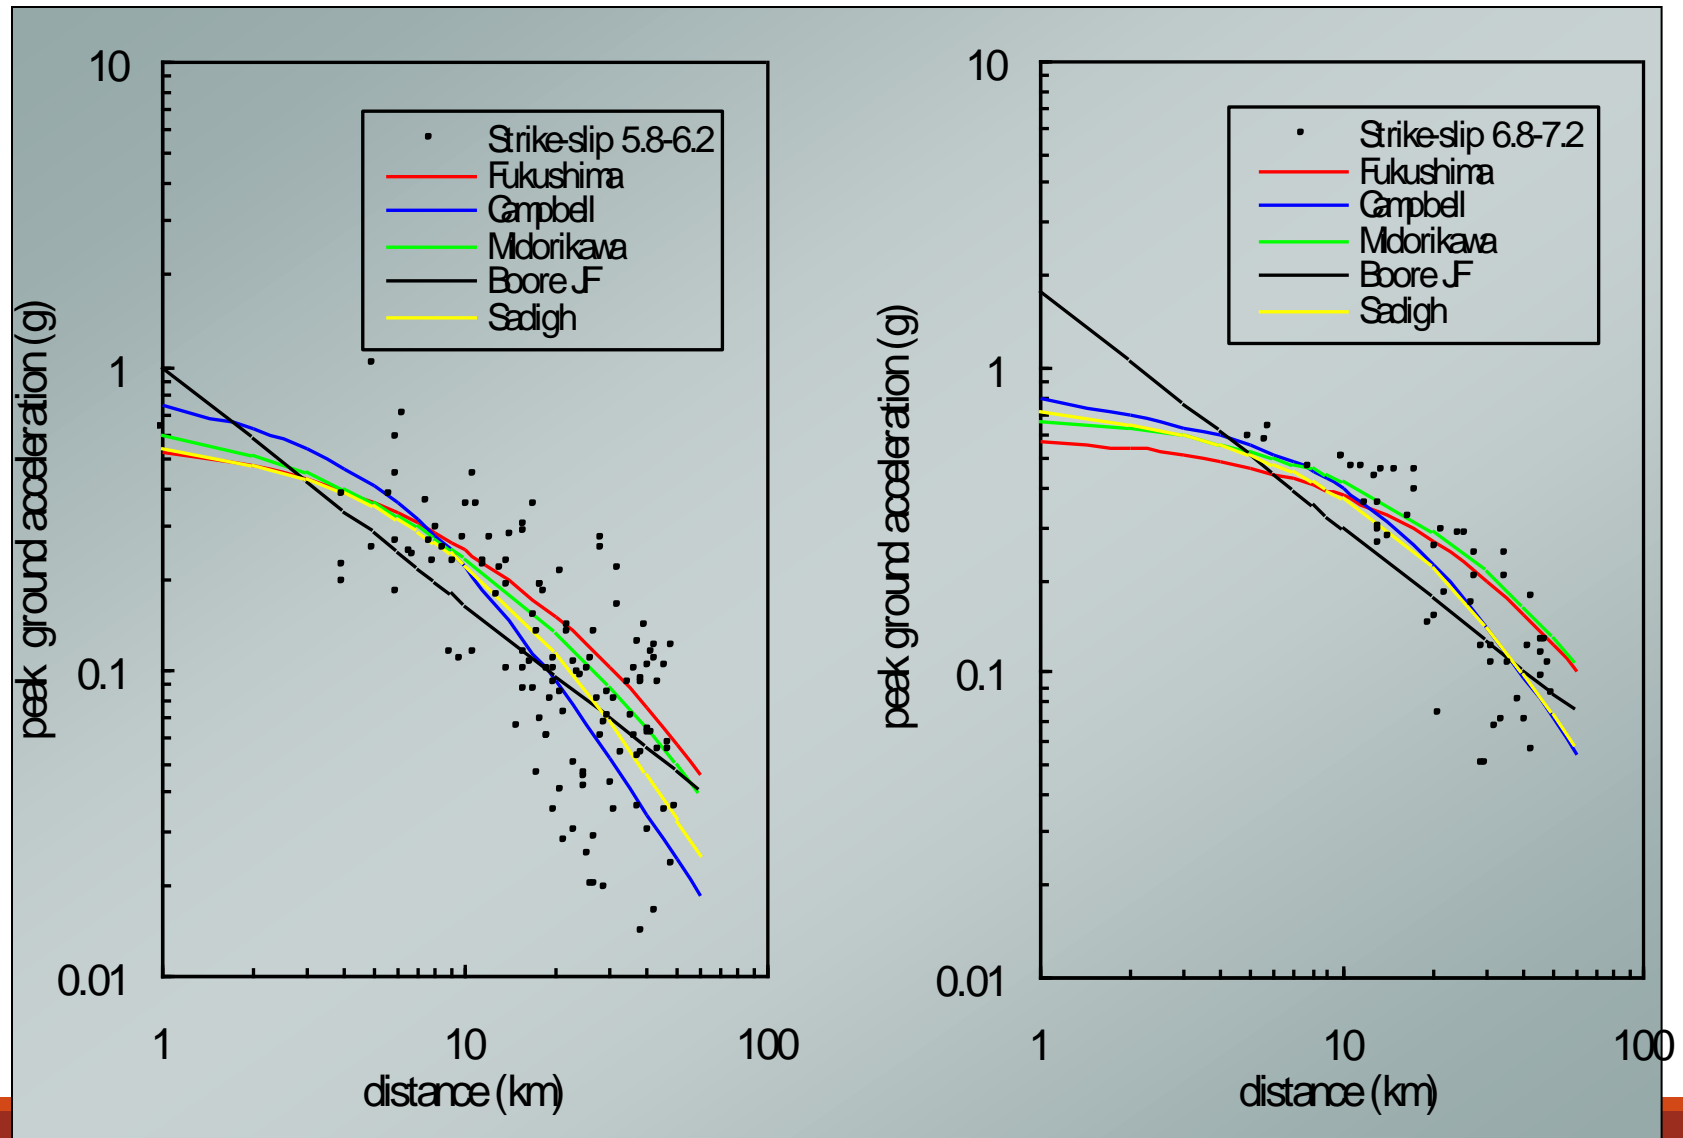 10
1
0.1
0.01
peak ground acceleration (g)
Strike-slip 5.8-6.2
Fukushima
Campbell
Midorikawa
Boore JF
Sadigh
1
10
100
distance (km)
10
1
0.1
0.01
peak ground acceleration (g)
Strike-slip 6.8-7.2
Fukushima
Campbell
Midorikawa
Boore JF
Sadigh
1
10
100
distance (km)